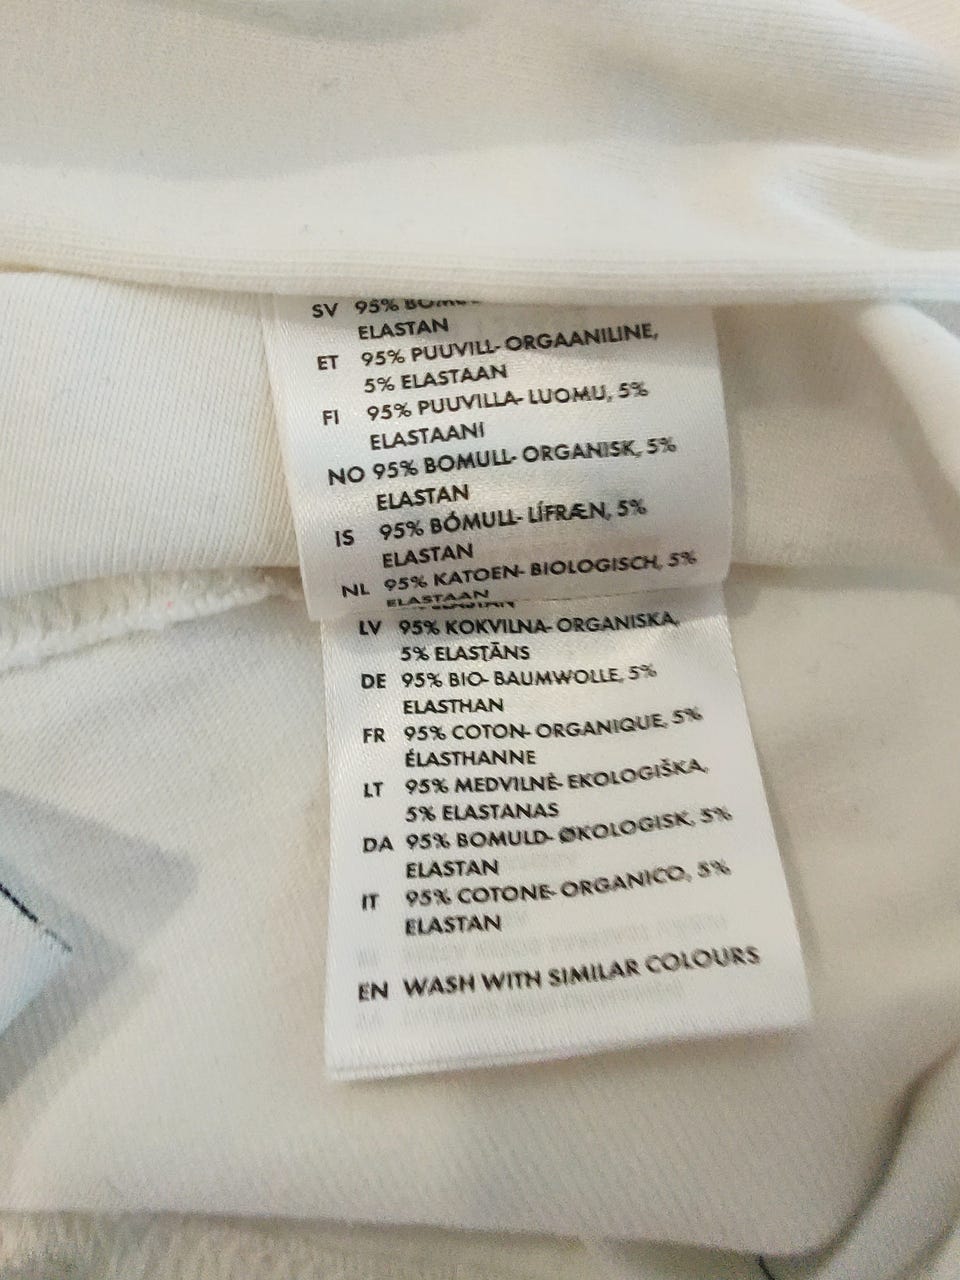 SV 95%
ELASTAN
ET 95% PUUVILL- ORGAANILINE,
5% ELASTAAN
FI 95% PUUVILLA- LUOMU, 5%
ELASTAANI
NO 95% BOMULL- ORGANISK, 5%
ELASTAN
IS 95% BÓMULL- LÍFRÆN, 5%
ELASTAN
NL 95% KATOEN- BIOLOGISCH, 5%
ELASTAAN
LV 95% KOKVILNA- ORGANISKA,
5% ELASTĀNS
DE 95% BIO- BAUMWOLLE, 5%
ELASTHAN
FR 95% COTON- ORGANIQUE, 5%
ÉLASTHANNE
LT 95% MEDVILNĖ- EKOLOGIŠKA,
5% ELASTANAS
DA 95% BOMULD- ØKOLOGISK, 5%
ELASTAN
IT 95% COTONE- ORGANICO, 5%
ELASTAN
EN WASH WITH SIMILAR COLOURS